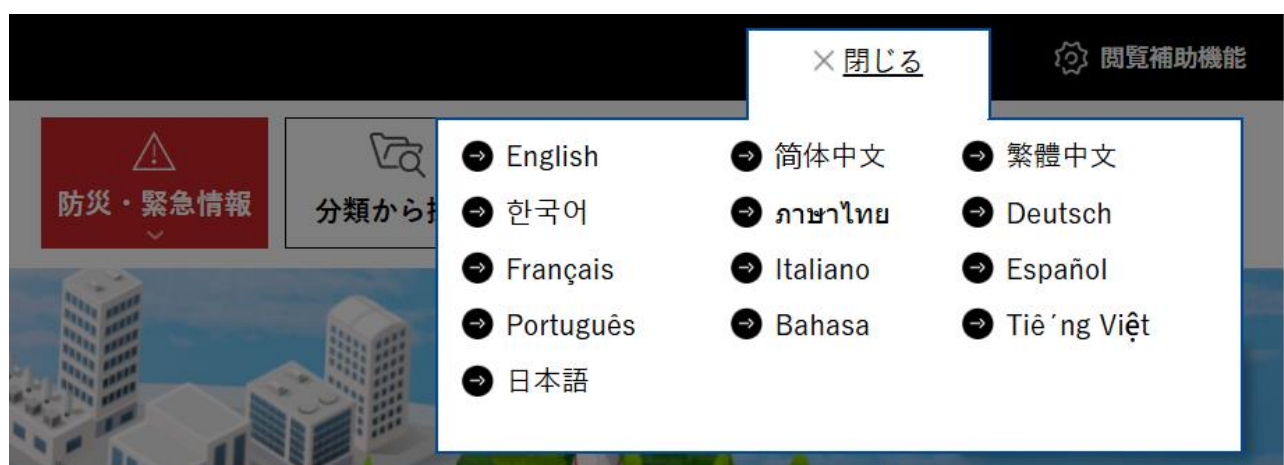 閉じる
閲覧補助機能
防災・緊急情報
分類から
English
简体中文
繁體中文
한국어
ภาษาไทย
Deutsch
Français
Italiano
Español
Português
Bahasa
Tiê´ng Việt
日本語